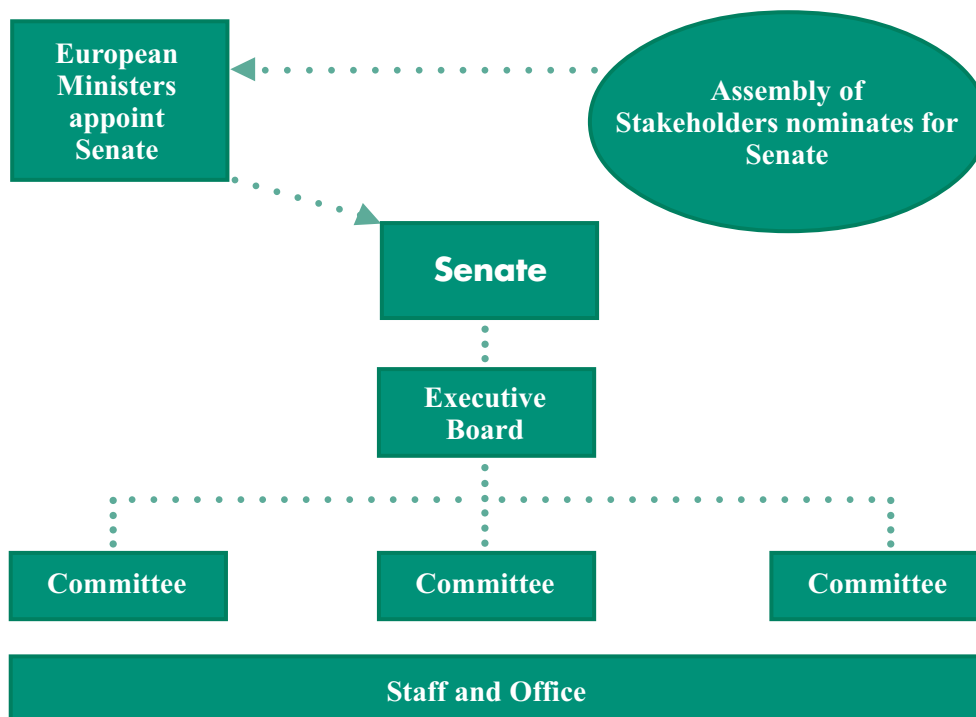 European
Ministers
appoint
Senate
Assembly of
Stakeholders nominates for
Senate
Senate
Executive
Board
Committee
Committee
Committee
Staff and Office